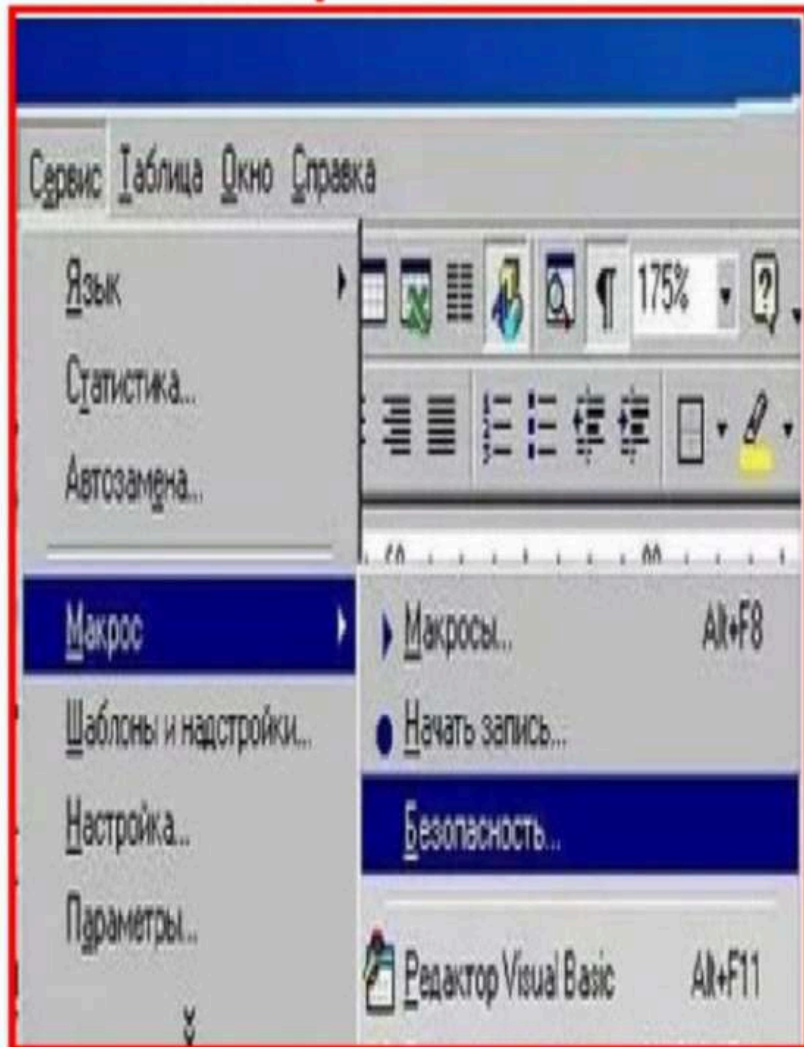 Сервис Таблица Окно Справка
Язык
175%
Статистика...
Автозамена...
Макрос
Макросы... Alt+F8
Шаблоны и надстройки...
Начать запись...
Настройка...
Безопасность...
Параметры...
Редактор Visual Basic Alt+F11